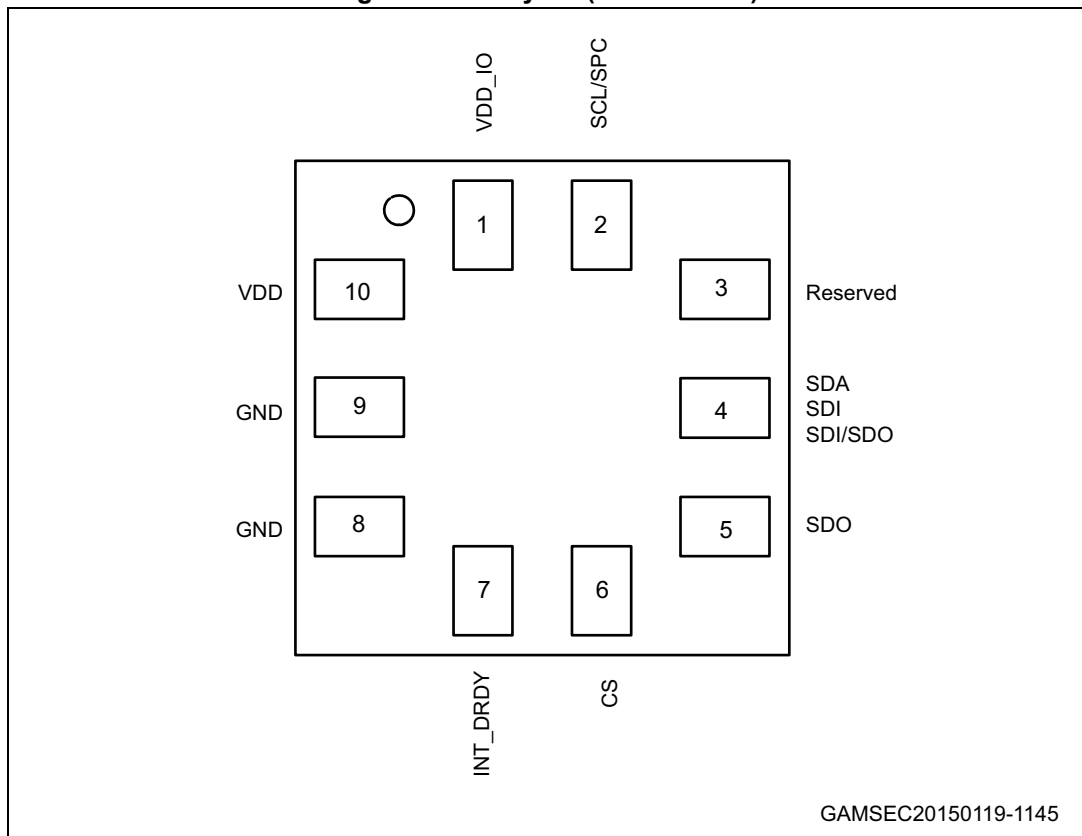 VDD_IO
SCL/SPC
1
2
VDD
10
3
Reserved
GND
9
4
SDA
SDI
SDI/SDO
GND
8
5
SDO
7
6
INT_DRDY
CS
GAMSEC20150119-1145